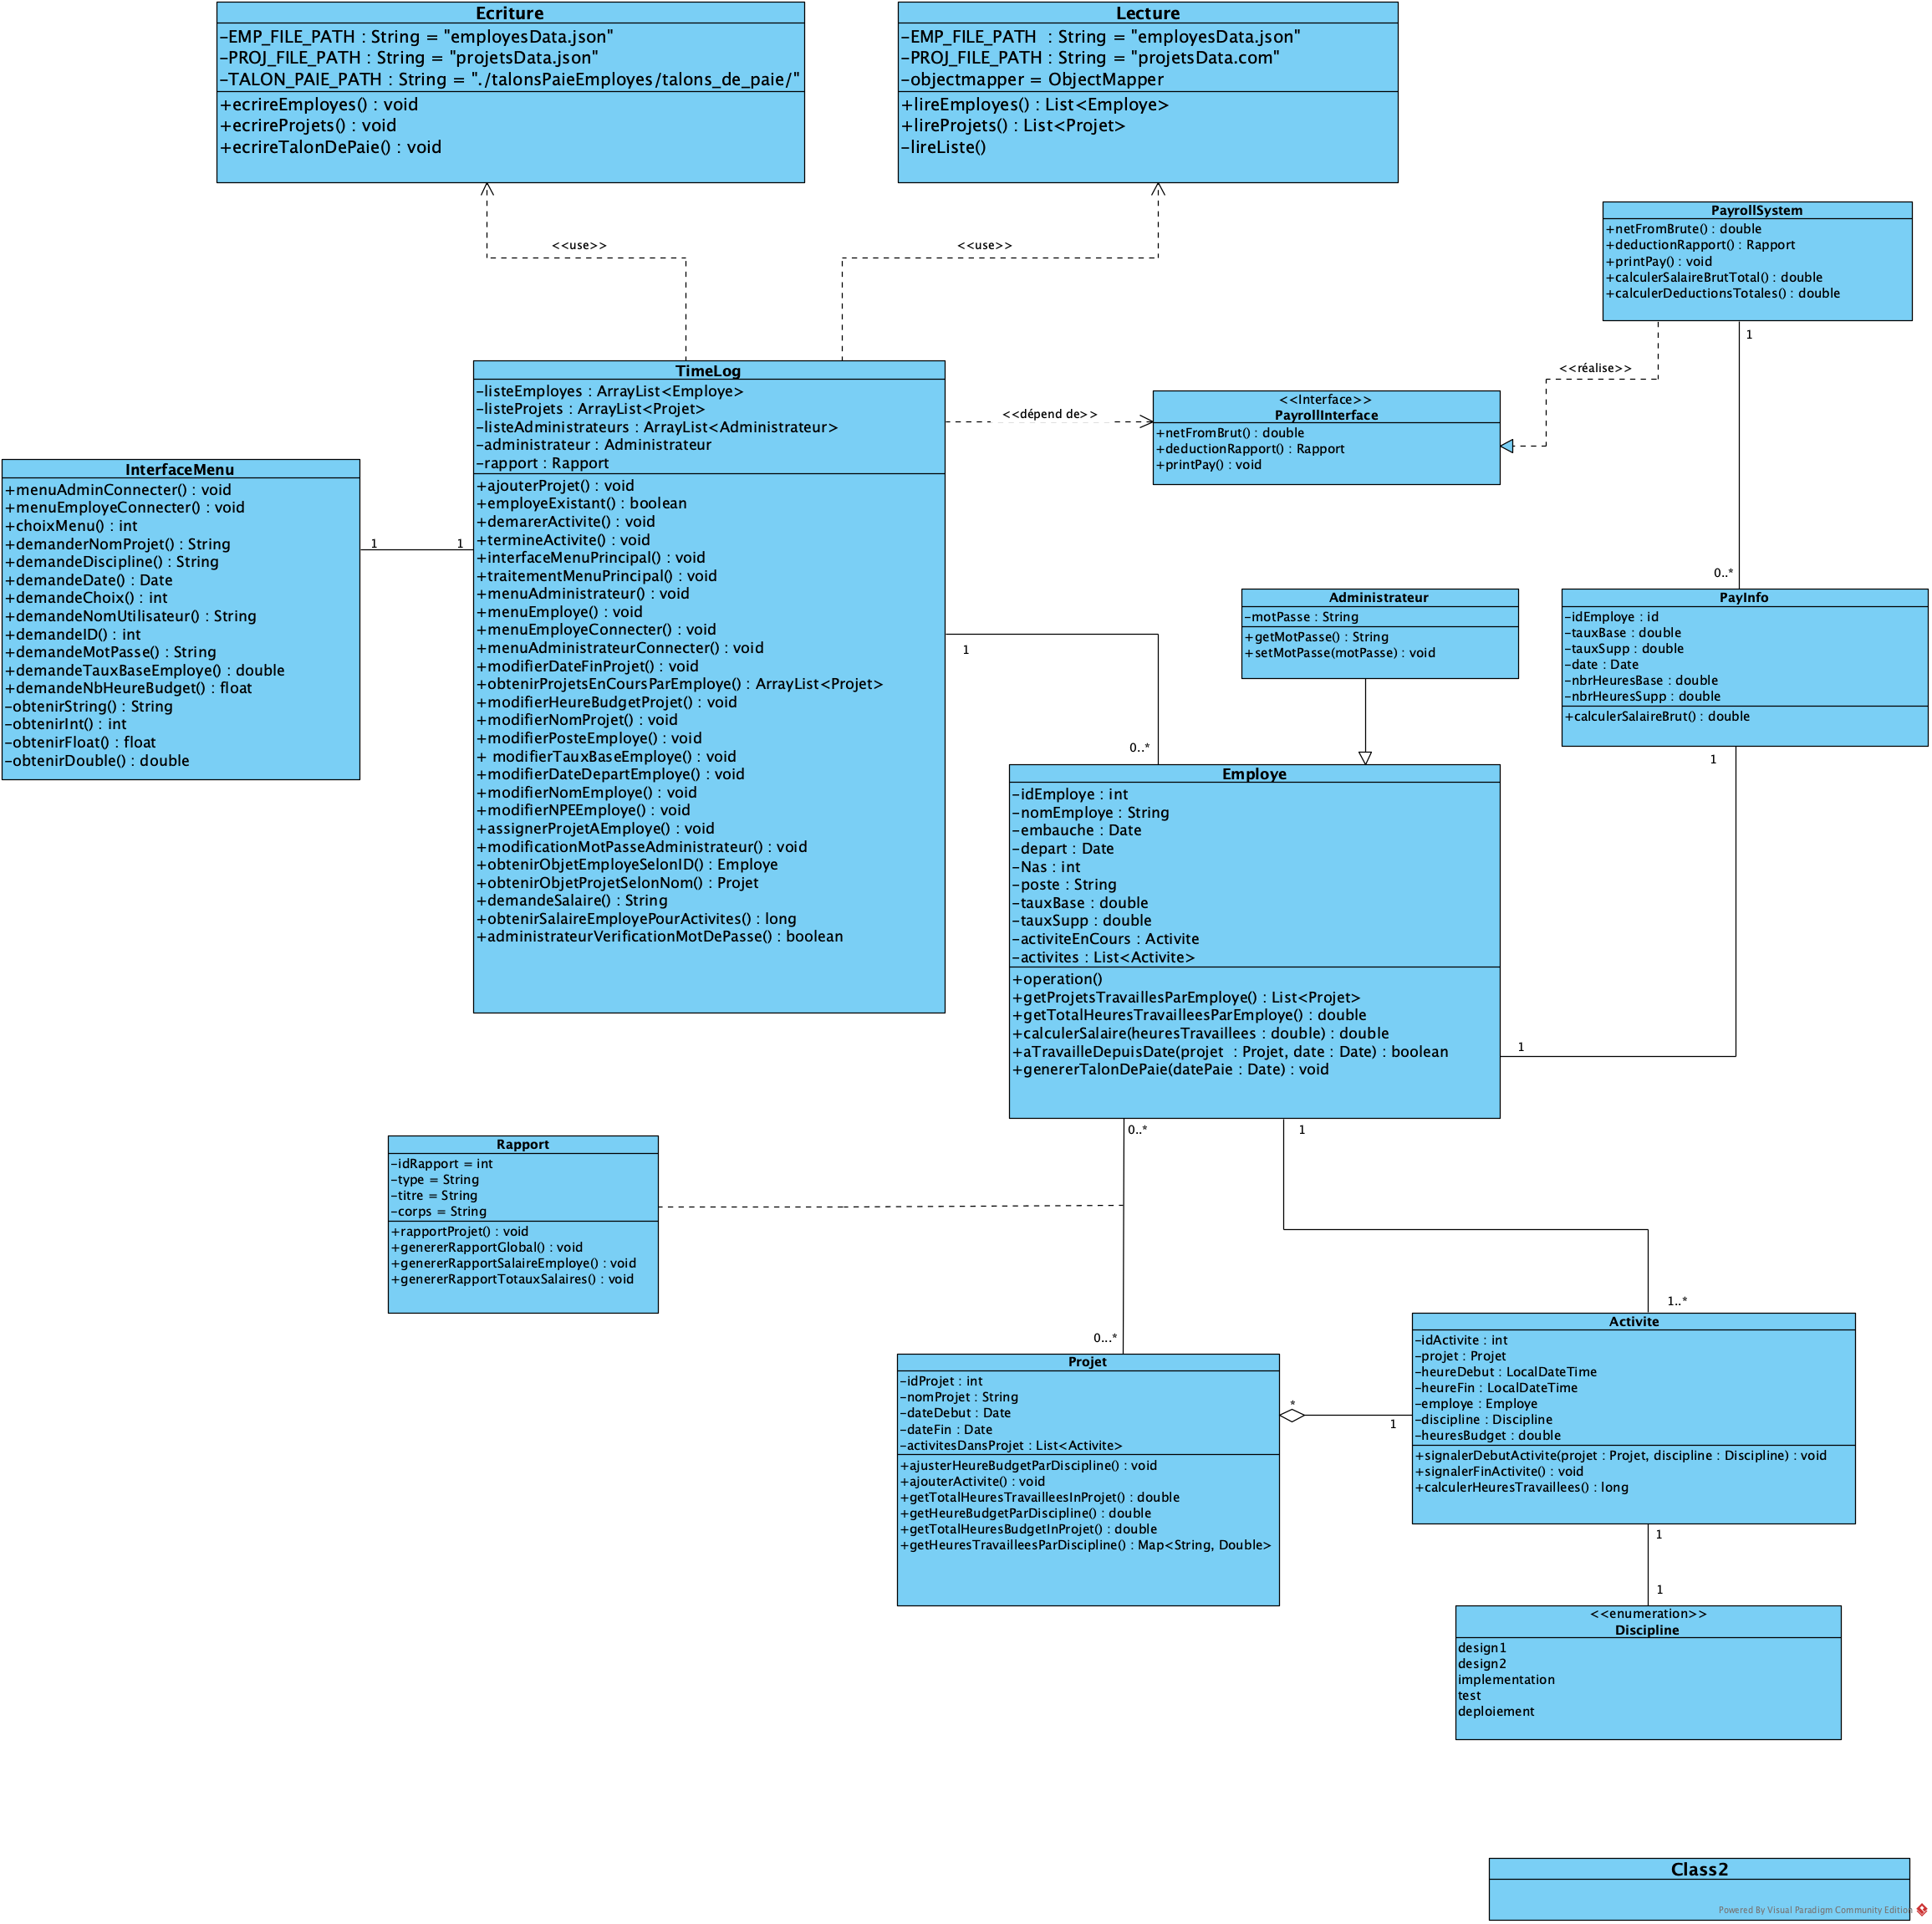 Ecriture
-EMP_FILE_PATH : String = "employesData.json"
-PROJ_FILE_PATH : String = "projetsData.json"
-TALON_PAIE_PATH : String = "./talonsPaieEmployes/talons_de_paie/"
+ecrireEmployes() : void
+ecrireProjets() : void
+ecrireTalonDePaie() : void
Lecture
-EMP_FILE_PATH : String = "employesData.json"
-PROJ_FILE_PATH : String = "projetsData.com"
-objectmapper = ObjectMapper
+lireEmployes() : List<Employe>
+lireProjets() : List<Projet>
-lireListe()
PayrollSystem
+netFromBrute() : double
+deductionRapport() : Rapport
+printPay() : void
+calculerSalaireBrutTotal() : double
+calculerDeductionsTotales() : double
<<use>>
<<use>>
1
<<réalise>>
TimeLog
-listeEmployes : ArrayList<Employe>
-listeProjets : ArrayList<Projet>
-listeAdministrateurs : ArrayList<Administrateur>
-administrateur : Administrateur
-rapport : Rapport
+ajouterProjet() : void
+employeExistant() : boolean
+demarerActivite() : void
+termineActivite() : void
+interfaceMenuPrincipal() : void
+traitementMenuPrincipal() : void
+menuAdministrateur() : void
+menuEmploye() : void
+menuEmployeConnecter() : void
+menuAdministrateurConnecter() : void
+modifierDateFinProjet() : void
+obtenirProjetsEnCoursParEmploye() : ArrayList<Projet>
+modifierHeureBudgetProjet() : void
+modifierNomProjet() : void
+modifierPosteEmploye() : void
+ modifierTauxBaseEmploye() : void
+modifierDateDepartEmploye() : void
+modifierNomEmploye() : void
+modifierNPEEmploye() : void
+assignerProjetAEmploye() : void
+modificationMotPasseAdministrateur() : void
+obtenirObjetEmployeSelonID() : Employe
+obtenirObjetProjetSelonNom() : Projet
+demandeSalaire() : String
+obtenirSalaireEmployePourActivites() : long
+administrateurVerificationMotDePasse() : boolean
<<dépend de>>
<<Interface>>
PayrollInterface
+netFromBrut() : double
+deductionRapport() : Rapport
+printPay() : void
InterfaceMenu
+menuAdminConnecter() : void
+menuEmployeConnecter() : void
+choixMenu() : int
+demanderNomProjet() : String
+demandeDiscipline() : String
+demandeDate() : Date
+demandeChoix() : int
+demandeNomUtilisateur() : String
+demandeID() : int
+demandeMotPasse() : String
+demandeTauxBaseEmploye() : double
+demandeNbHeureBudget() : float
-obtenirString() : String
-obtenirInt() : int
-obtenirFloat() : float
-obtenirDouble() : double
1
1
0..*
Administrateur
-motPasse : String
+getMotPasse() : String
+setMotPasse(motPasse) : void
PayInfo
-idEmploye : id
-tauxBase : double
-tauxSupp : double
-date : Date
-nbrHeuresBase : double
-nbrHeuresSupp : double
+calculerSalaireBrut() : double
1
0..*
1
Employe
-idEmploye : int
-nomEmploye : String
-embauche : Date
-depart : Date
-Nas : int
-poste : String
-tauxBase : double
-tauxSupp : double
-activiteEnCours : Activite
-activites : List<Activite>
+operation()
+getProjetsTravaillesParEmploye() : List<Projet>
+getTotalHeuresTravailleesParEmploye() : double
+calculerSalaire(heuresTravaillees : double) : double
+aTravailleDepuisDate(projet : Projet, date : Date) : boolean
+genererTalonDePaie(datePaie : Date) : void
1
0..*
1
Rapport
-idRapport = int
-type = String
-titre = String
-corps = String
+rapportProjet() : void
+genererRapportGlobal() : void
+genererRapportSalaireEmploye() : void
+genererRapportTotauxSalaires() : void
0...*
1..*
Projet
-idProjet : int
-nomProjet : String
-dateDebut : Date
-dateFin : Date
-activitesDansProjet : List<Activite>
+ajusterHeureBudgetParDiscipline() : void
+ajouterActivite() : void
+getTotalHeuresTravailleesInProjet() : double
+getHeureBudgetParDiscipline() : double
+getTotalHeuresBudgetInProjet() : double
+getHeuresTravailleesParDiscipline() : Map<String, Double>
*
1
Activite
-idActivite : int
-projet : Projet
-heureDebut : LocalDateTime
-heureFin : LocalDateTime
-employe : Employe
-discipline : Discipline
-heuresBudget : double
+signalerDebutActivite(projet : Projet, discipline : Discipline) : void
+signalerFinActivite() : void
+calculerHeuresTravaillees() : long
1
1
<<enumeration>>
Discipline
design1
design2
implementation
test
deploiement
Class2
Powered By Visual Paradigm Community Edition